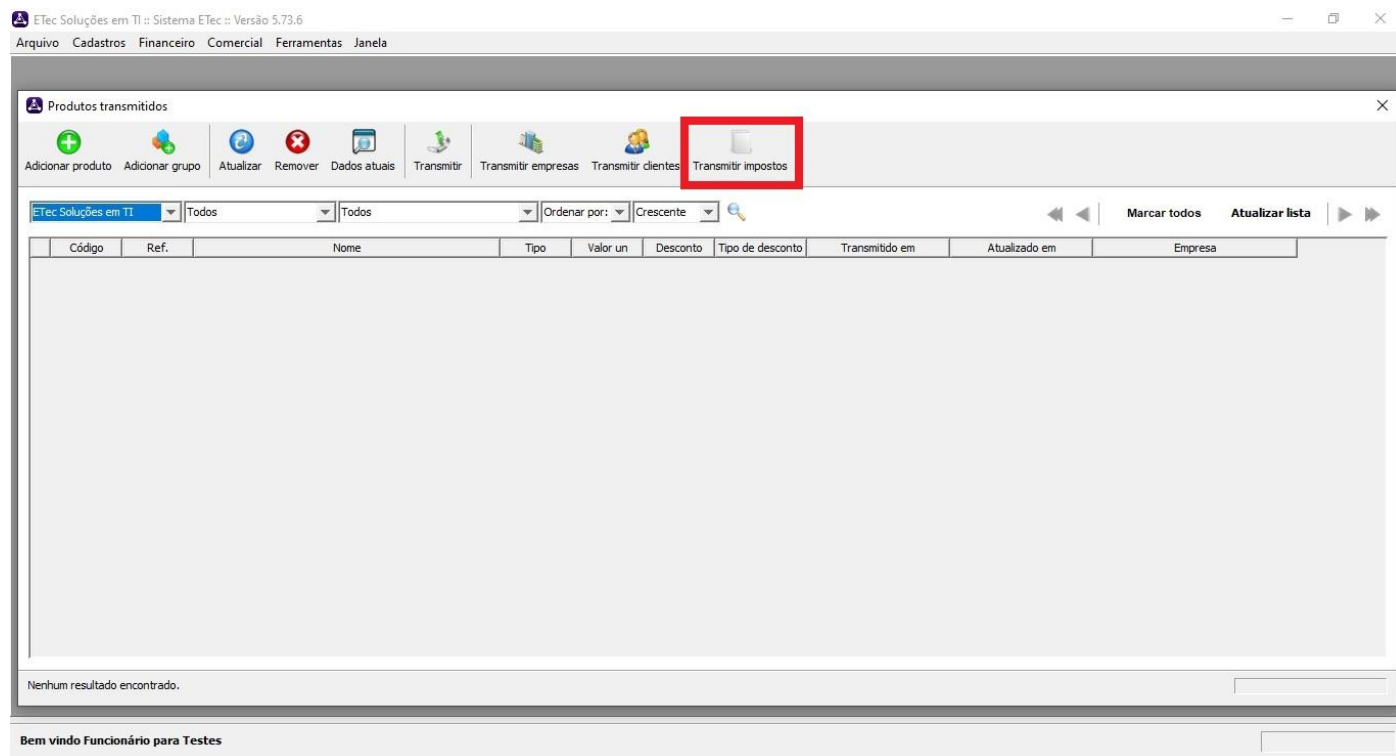 ETec Soluções em TI :: Sistema ETec :: Versão 5.73.6
Arquivo Cadastros Financeiro Comercial Ferramentas Janela
Produtos transmitidos
Adicionar produto Adicionar grupo Atualizar Remover Dados atuais Transmitir Transmitir empresas Transmitir clientes Transmitir impostos
ETec Soluções em TI Todos Todos Ordenar por: Crescente Marcar todos Atualizar lista
Código Ref. Nome Tipo Valor un Desconto Tipo de desconto Transmitido em Atualizado em Empresa
Nenhum resultado encontrado.
Bem vindo Funcionário para Testes